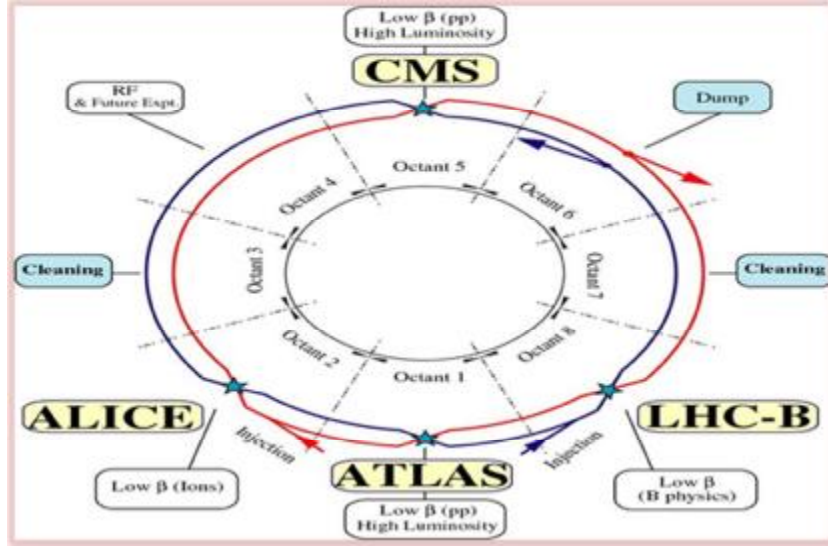 Low β (pp)
High Luminosity
CMS
RF
& Future Expt.
Dump
Octant 5
Octant 4
Octant 6
Cleaning
Octant 3
Octant 7
Cleaning
Octant 2
Octant 8
Octant 1
ALICE
LHC-B
Injection
Injection
ATLAS
Low β (Ions)
Low β
(B physics)
Low β (pp)
High Luminosity